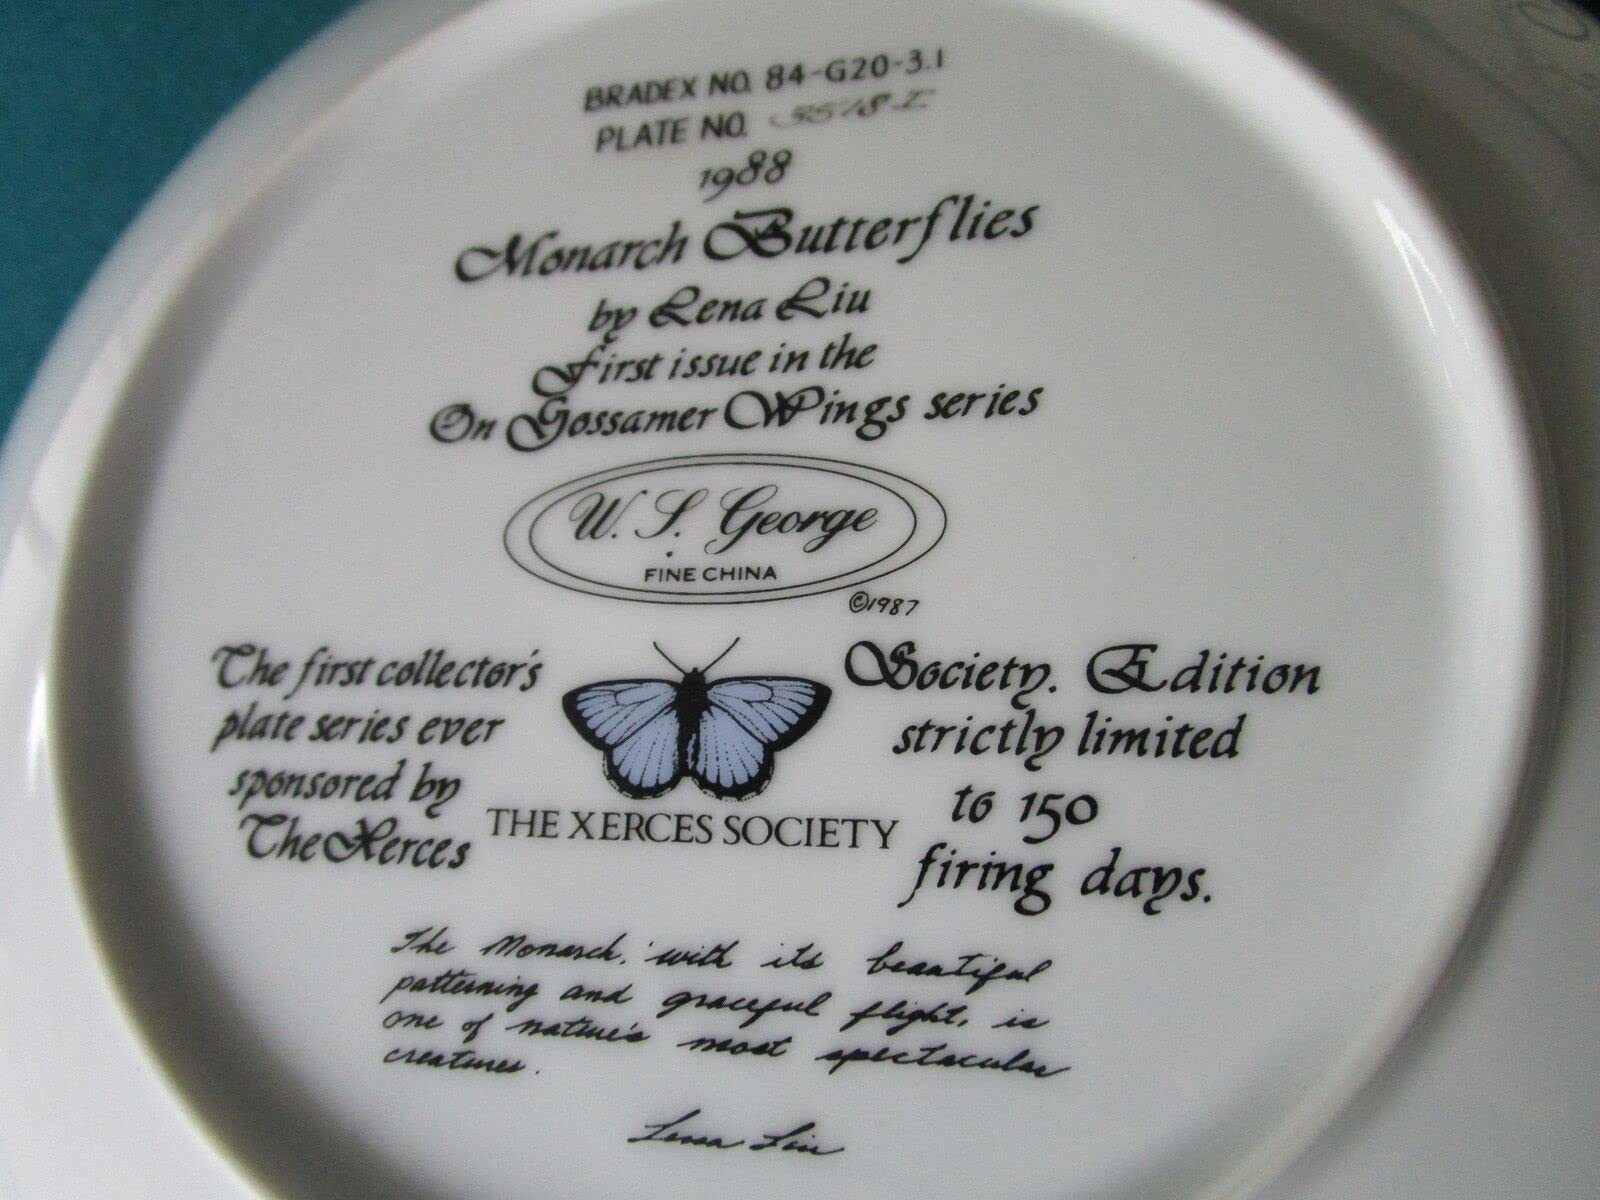 BRADEX NO. 84-G20-3.1
PLATE NO.
1988
Monarch Butterflies
by Lena Liu
First issue in the
On Gossamer Wings series
W. S. George
FINE CHINA
©1987
The first collector's
plate series ever
sponsored by
The Xerces
THE XERCES SOCIETY
Society. Edition
strictly limited
to 150
firing days.
The Monarch, with its beautiful
patterning and graceful flight, is
one of nature's most spectacular
creatures.
Lena Liu